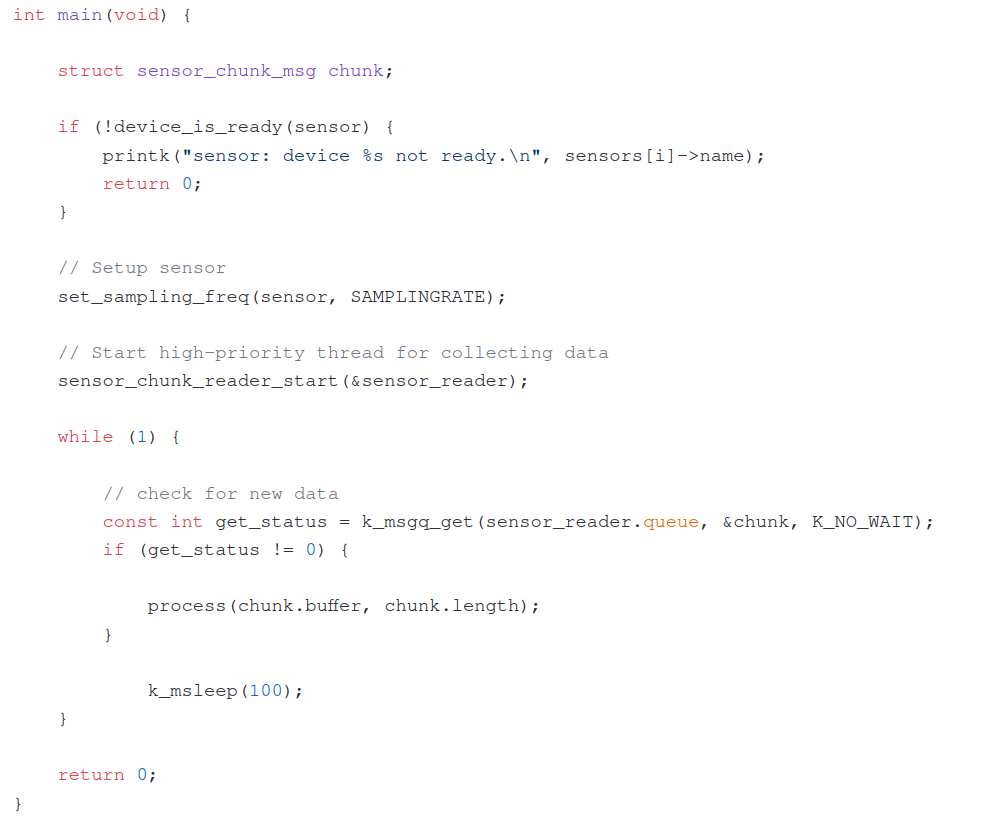 int main(void) {
struct sensor_chunk_msg chunk;
if (!device_is_ready(sensor) {
printk("sensor: device %s not ready.\n", sensors[i]->name);
return 0;
}
// Setup sensor
set_sampling_freq(sensor, SAMPLINGRATE);
// Start high-priority thread for collecting data
sensor_chunk_reader_start(&sensor_reader);
while (1) {
// check for new data
const int get_status = k_msgq_get(sensor_reader.queue, &chunk, K_NO_WAIT);
if (get_status != 0) {
process(chunk.buffer, chunk.length);
}
k_msleep(100);
}
return 0;
}